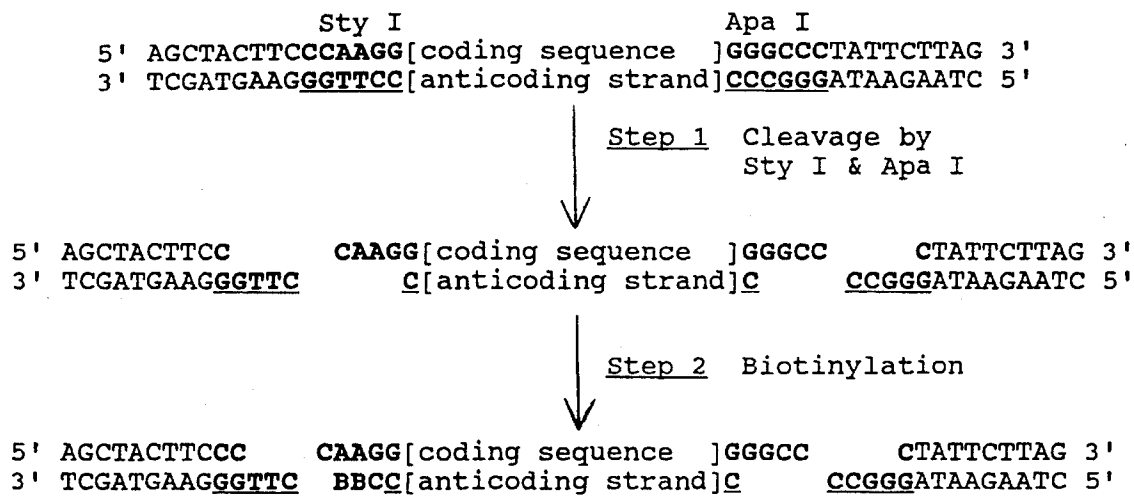 Sty I Apa I
5' AGCTACTTCCCAAGG[coding sequence ]GGGCCCTATTCTTAG 3'
3' TCGATGAAGGGTTCC[anticoding strand]CCCGGGATAAGAATC 5'
Step 1 Cleavage by
Sty I & Apa I
5' AGCTACTTCC CAAGG[coding sequence ]GGGCC CTATTCTTAG 3'
3' TCGATGAAGGGTTC C[anticoding strand]C CCGGGATAAGAATC 5'
Step 2 Biotinylation
5' AGCTACTTCCC CAAGG[coding sequence ]GGGCC CTATTCTTAG 3'
3' TCGATGAAGGGTTC BBCC[anticoding strand]C CCGGGATAAGAATC 5'